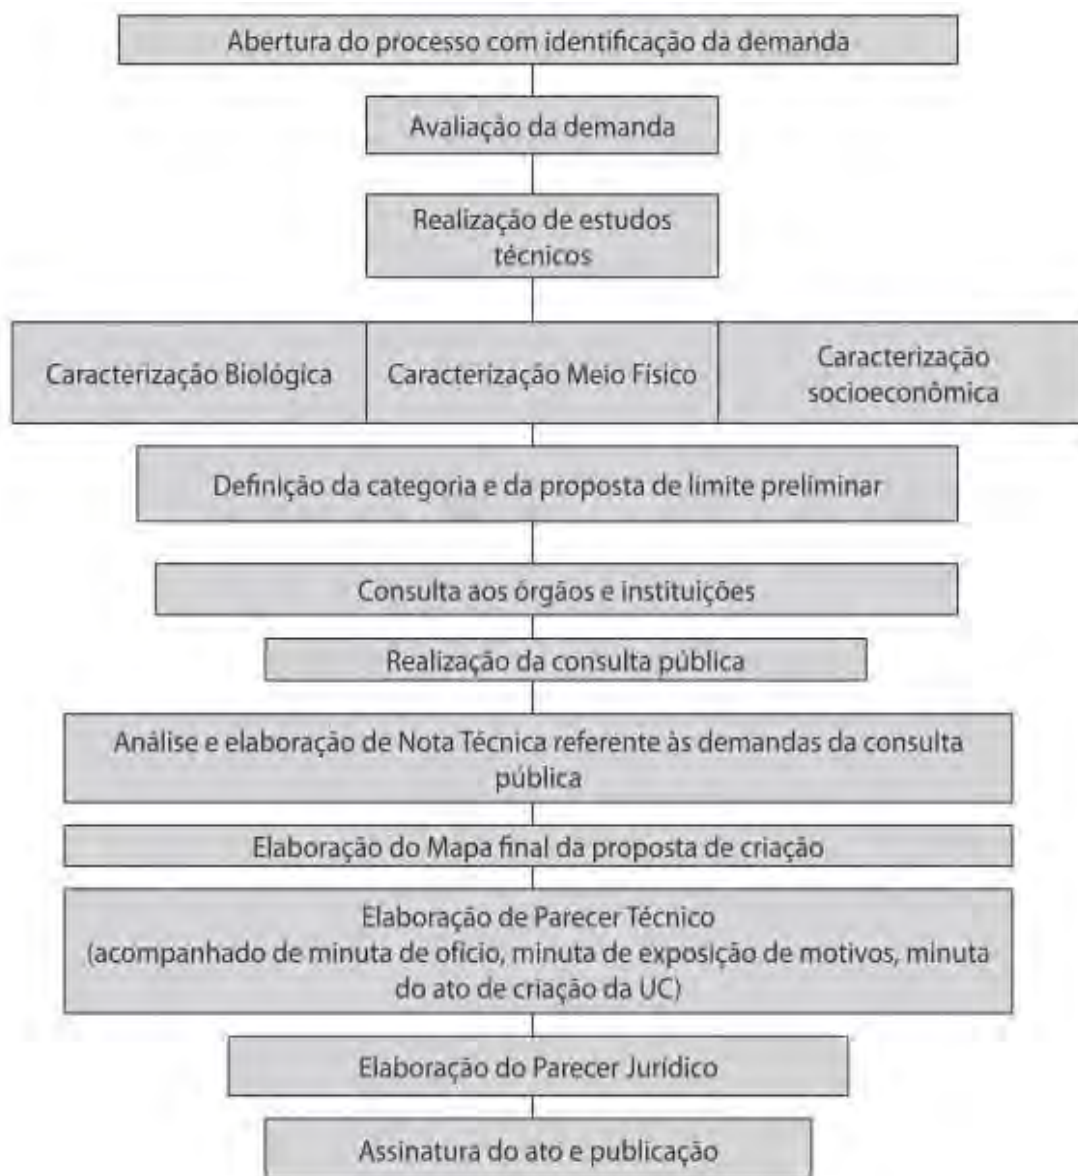 Abertura do processo com identificação da demanda
Avaliação da demanda
Realização de estudos
técnicos
Caracterização Biológica
Caracterização Meio Físico
Caracterização
socioeconômica
Definição da categoria e da proposta de limite preliminar
Consulta aos órgãos e instituições
Realização da consulta pública
Análise e elaboração de Nota Técnica referente às demandas da consulta
pública
Elaboração do Mapa final da proposta de criação
Elaboração de Parecer Técnico
(acompanhado de minuta de ofício, minuta de exposição de motivos, minuta
do ato de criação da UC)
Elaboração do Parecer Jurídico
Assinatura do ato e publicação